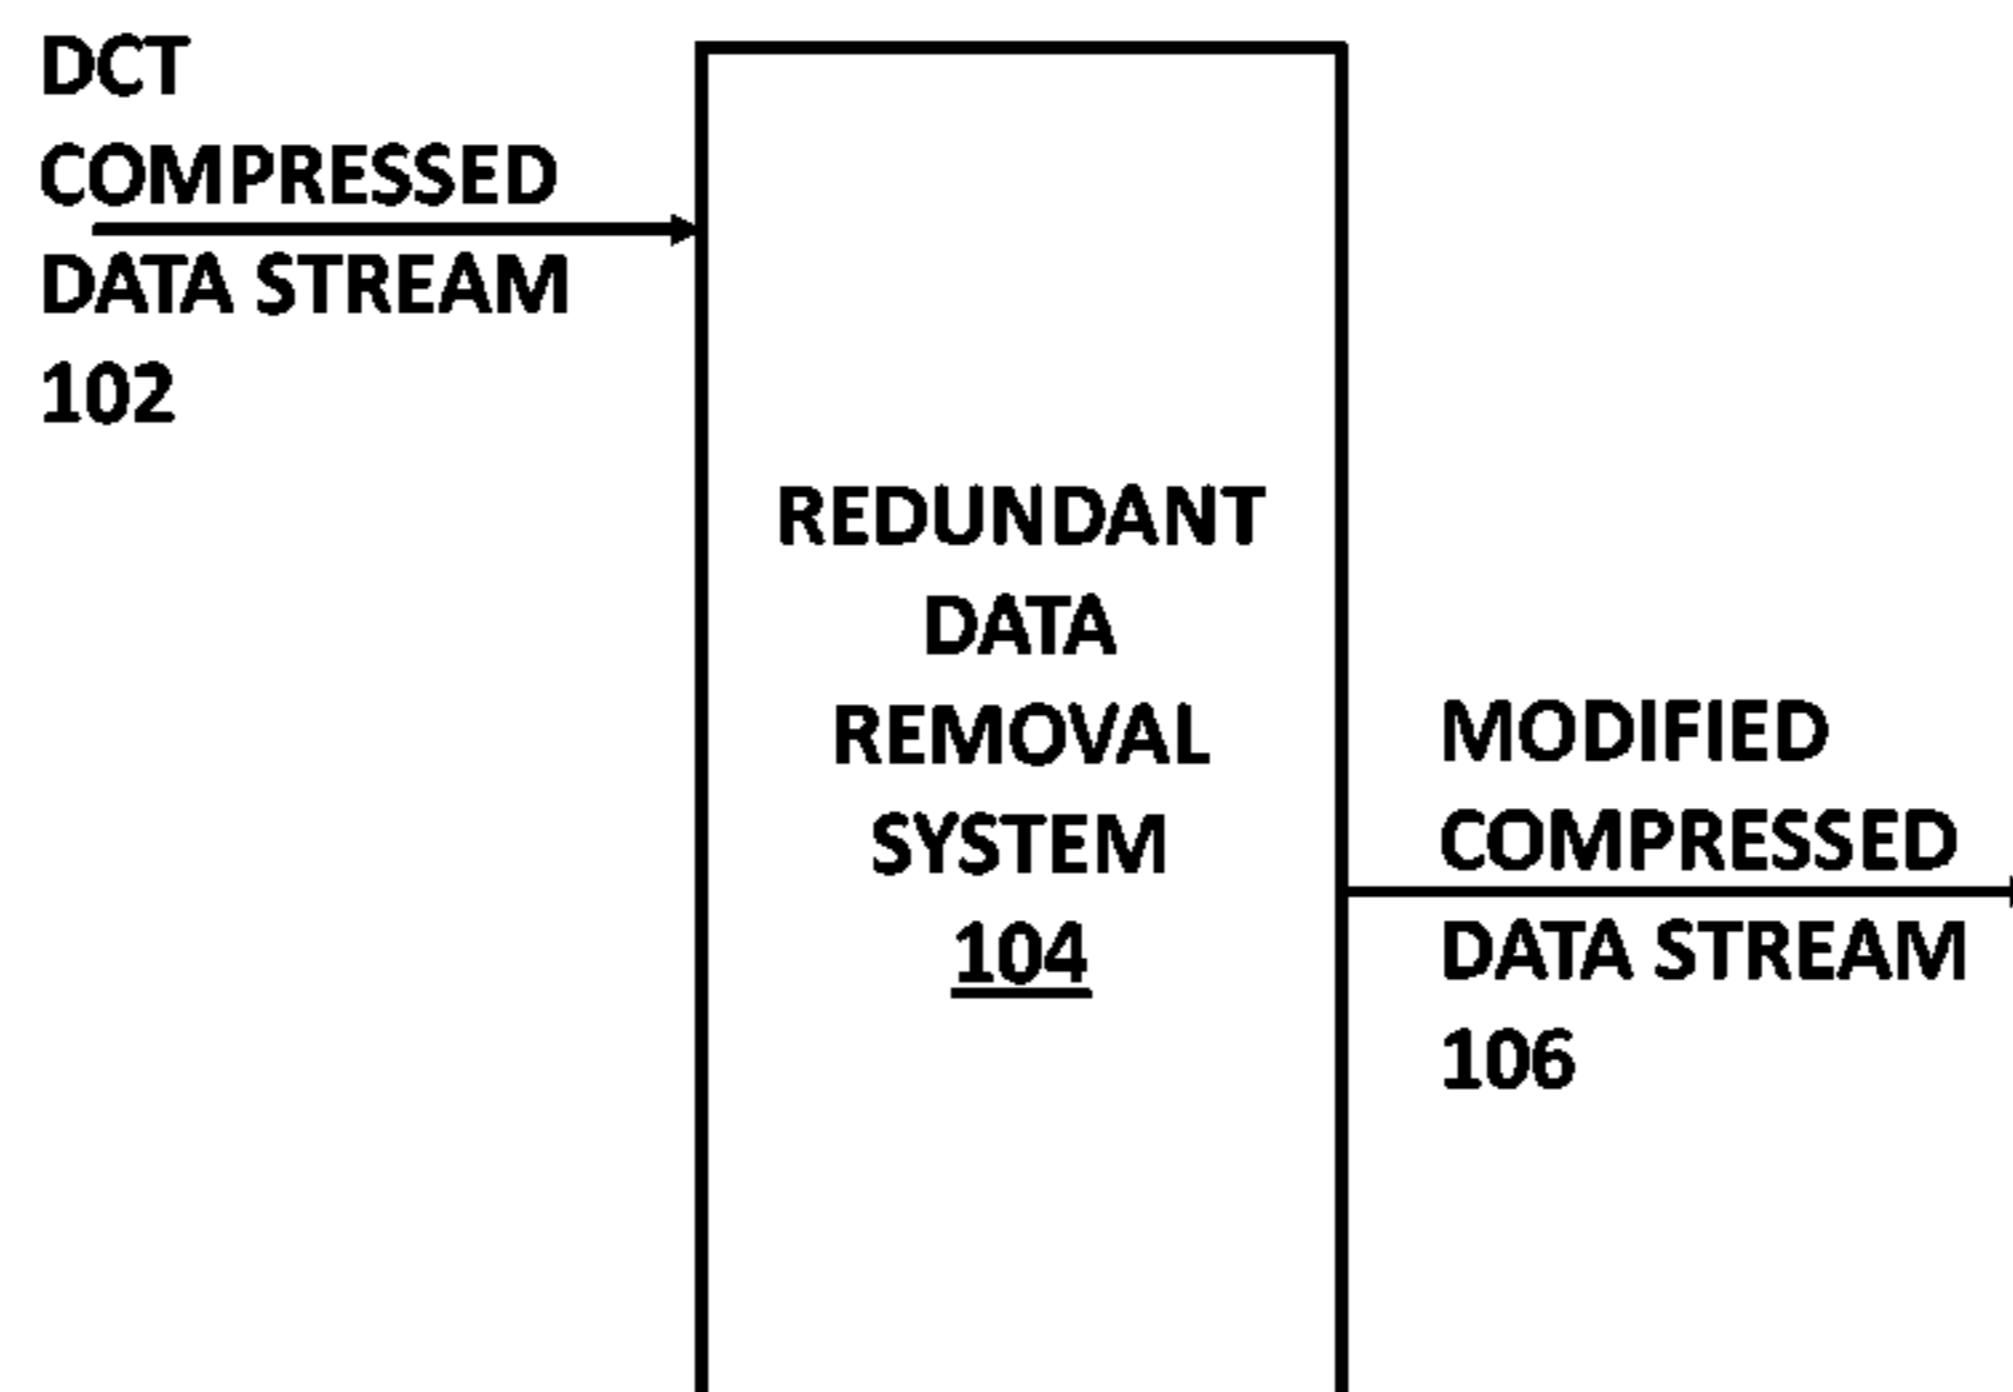 DCT
COMPRESSED
DATA STREAM
102
REDUNDANT
DATA
REMOVAL
SYSTEM
104
MODIFIED
COMPRESSED
DATA STREAM
106